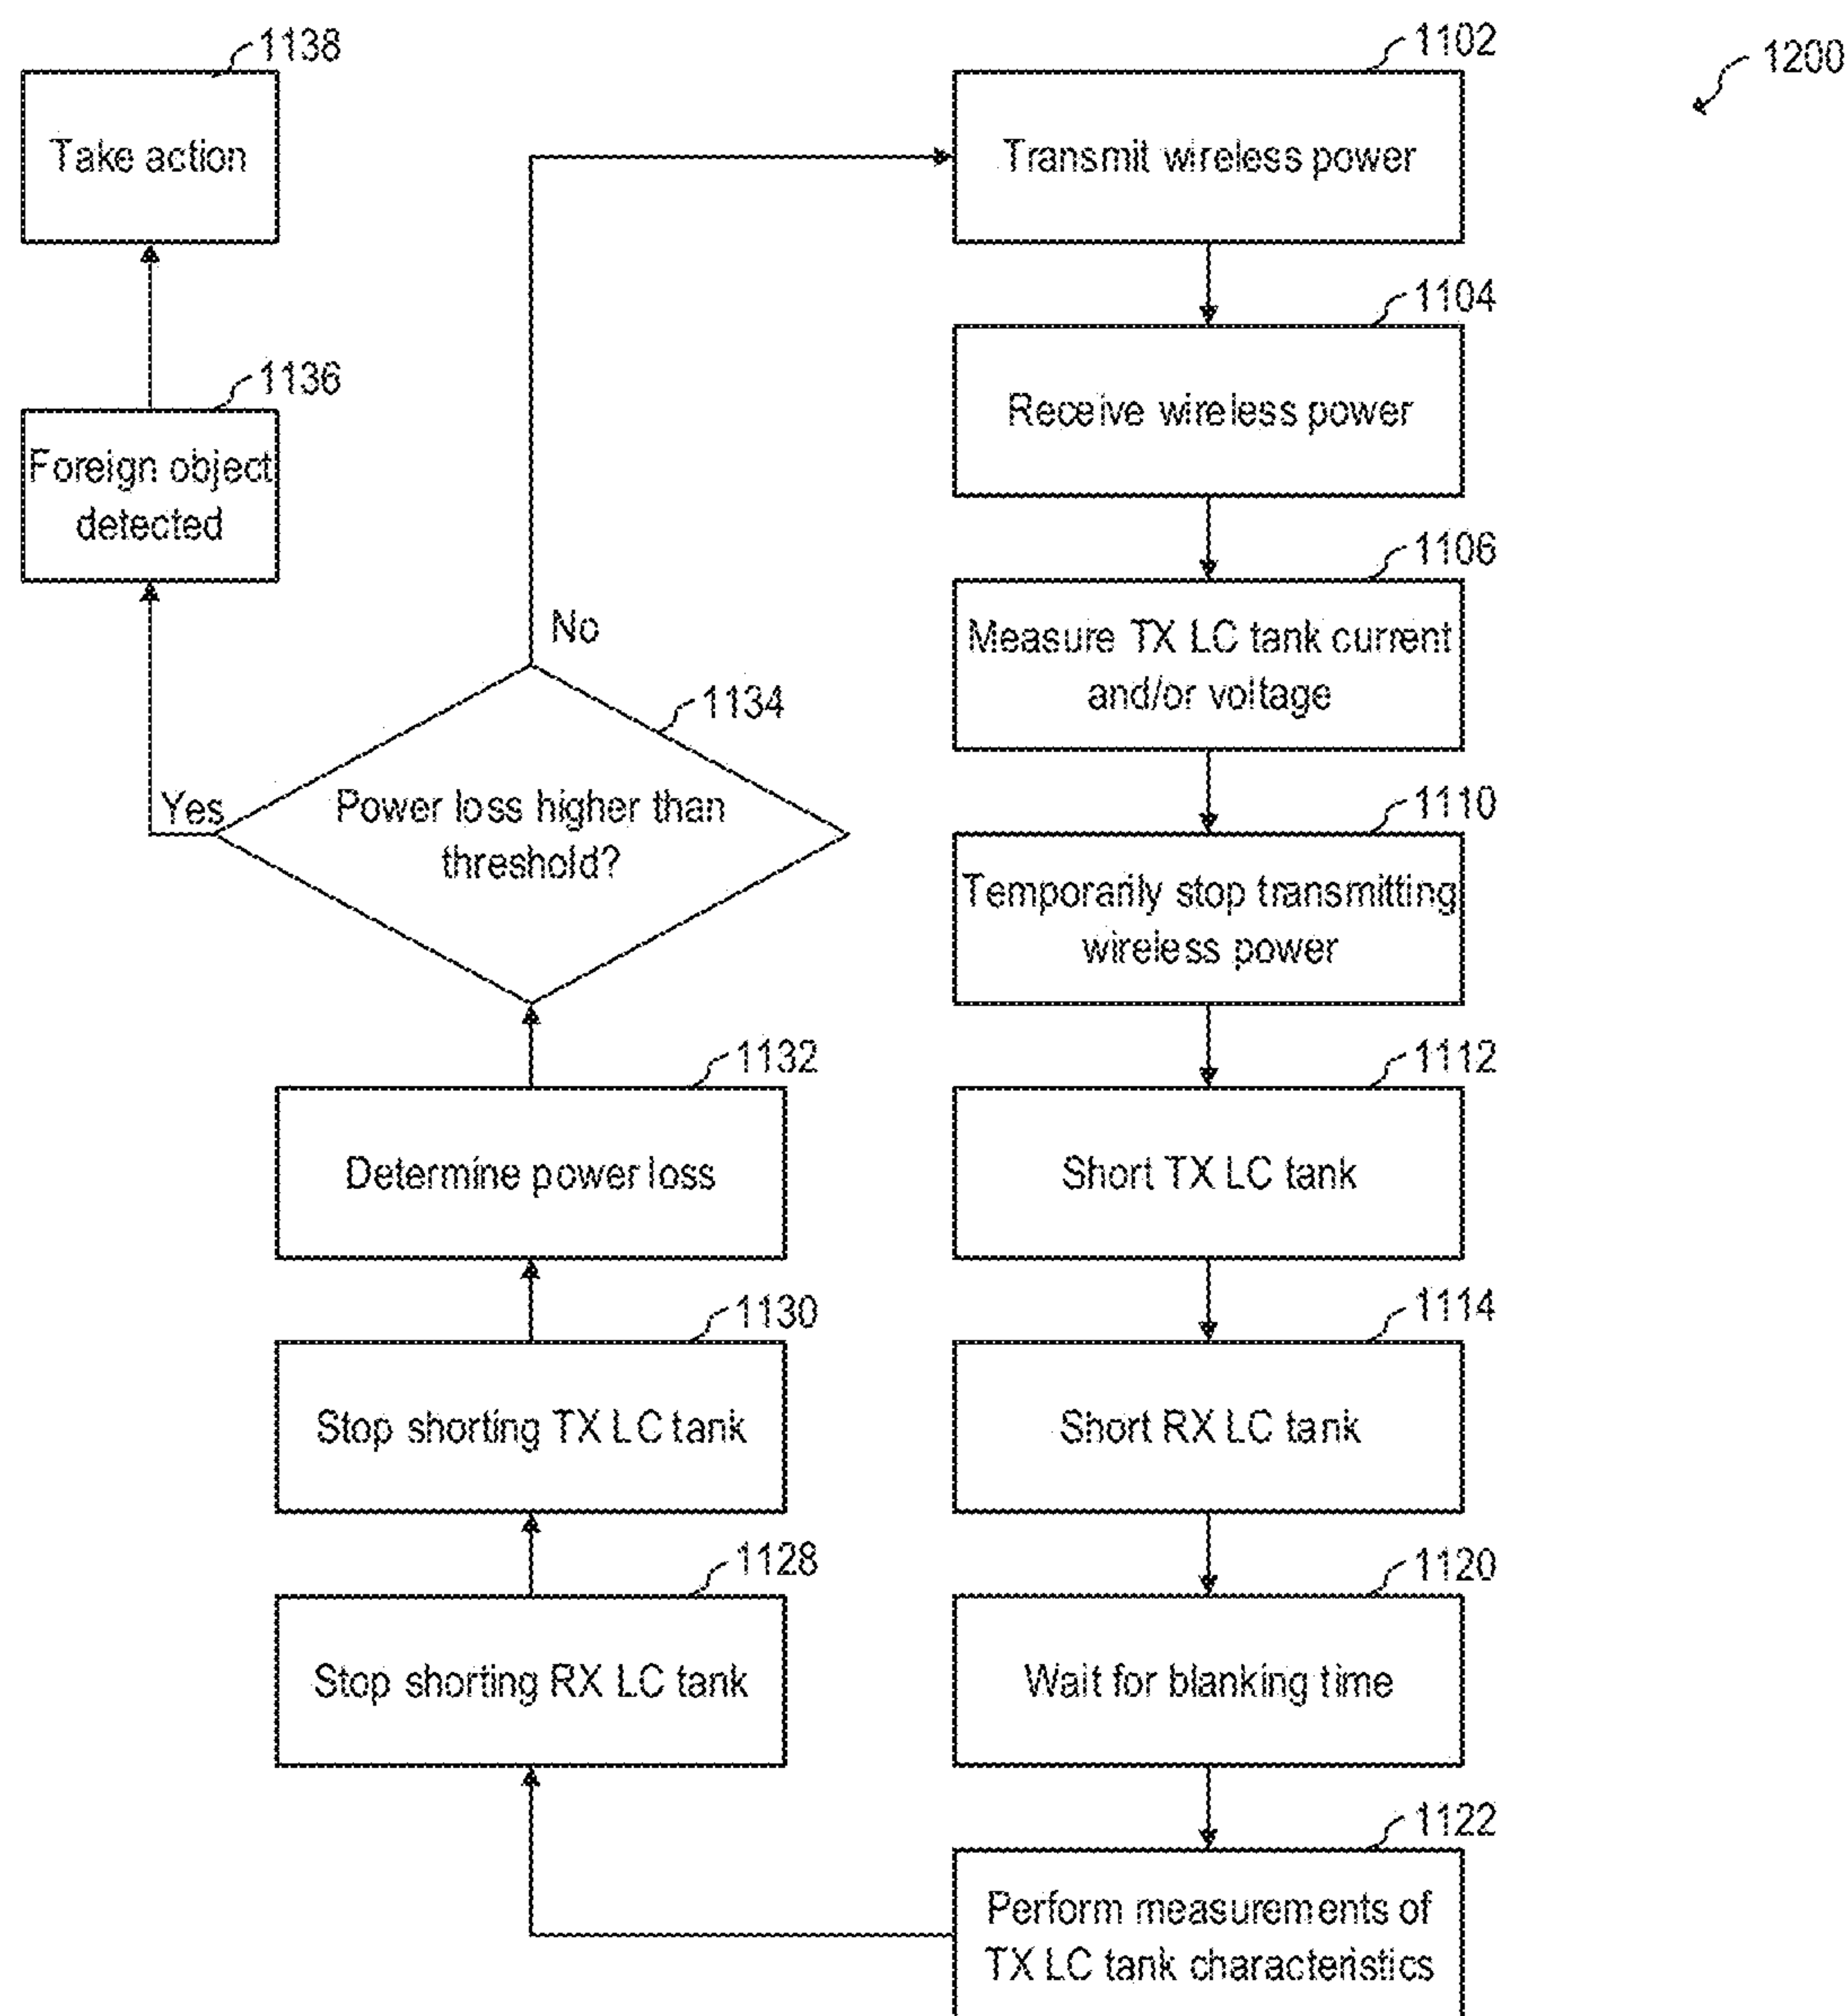 1200
1102
Transmit wireless power
1104
Receive wireless power
1106
Measure TX LC tank current
and/or voltage
1110
Temporarily stop transmitting
wireless power
1112
Short TX LC tank
1114
Short RX LC tank
1120
Wait for blanking time
1122
Perform measurements of
TX LC tank characteristics
1128
Stop shorting RX LC tank
1130
Stop shorting TX LC tank
1132
Determine power loss
1134
Power loss higher than
threshold?
No
Yes
1136
Foreign object
detected
1138
Take action